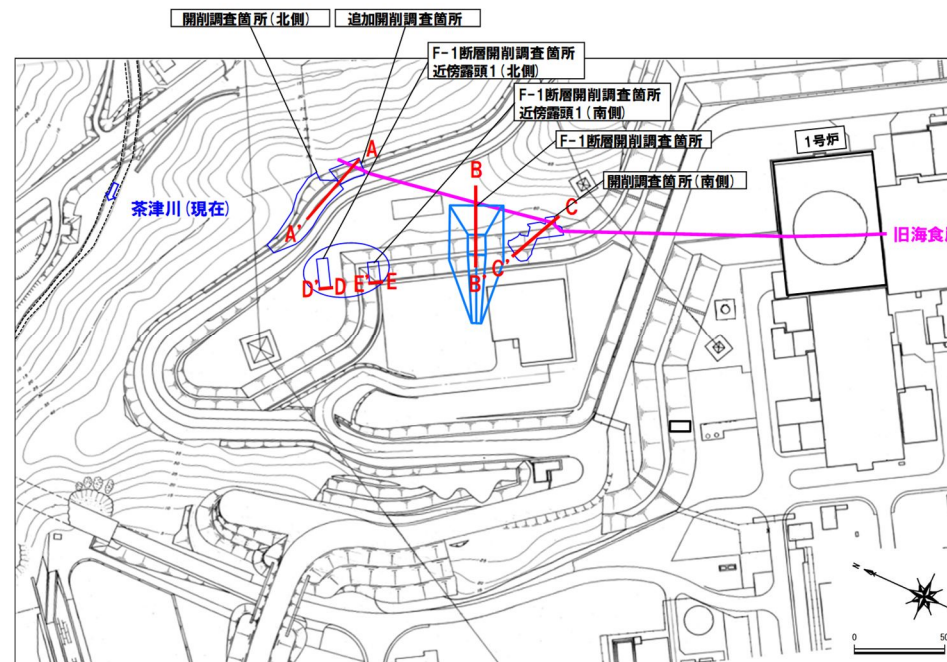 開削調査箇所(北側)
追加開削調査箇所
F-1断層開削調査箇所
近傍露頭1(北側)
F-1断層開削調査箇所
近傍露頭1(南側)
F-1断層開削調査箇所
開削調査箇所(南側)
1号炉
A
B
C
茶津川(現在)
旧海食
A'
C'
B'
D'
D
E'
E
N
0
50